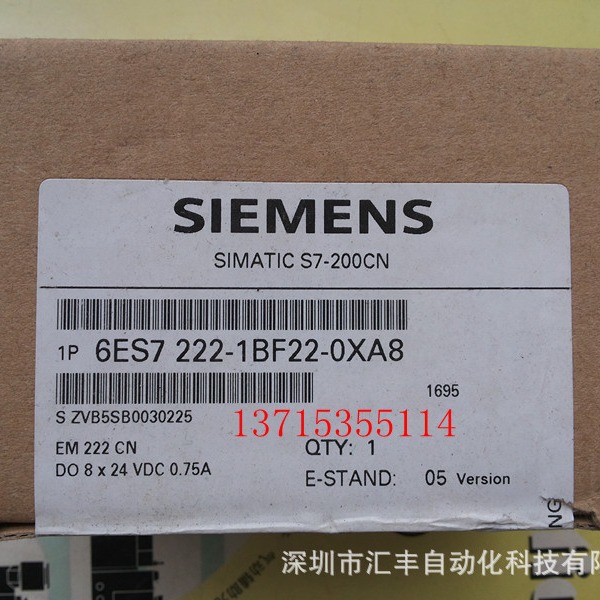 SIEMENS
SIMATIC S7-200CN
1P 6ES7 222-1BF22-0XA8
1695
S ZVB5SB0030225
13715355114
EM 222 CN
QTY: 1
DO 8 x 24 VDC 0.75A
E-STAND: 05 Version
NG
深圳市汇丰自动化科技有限